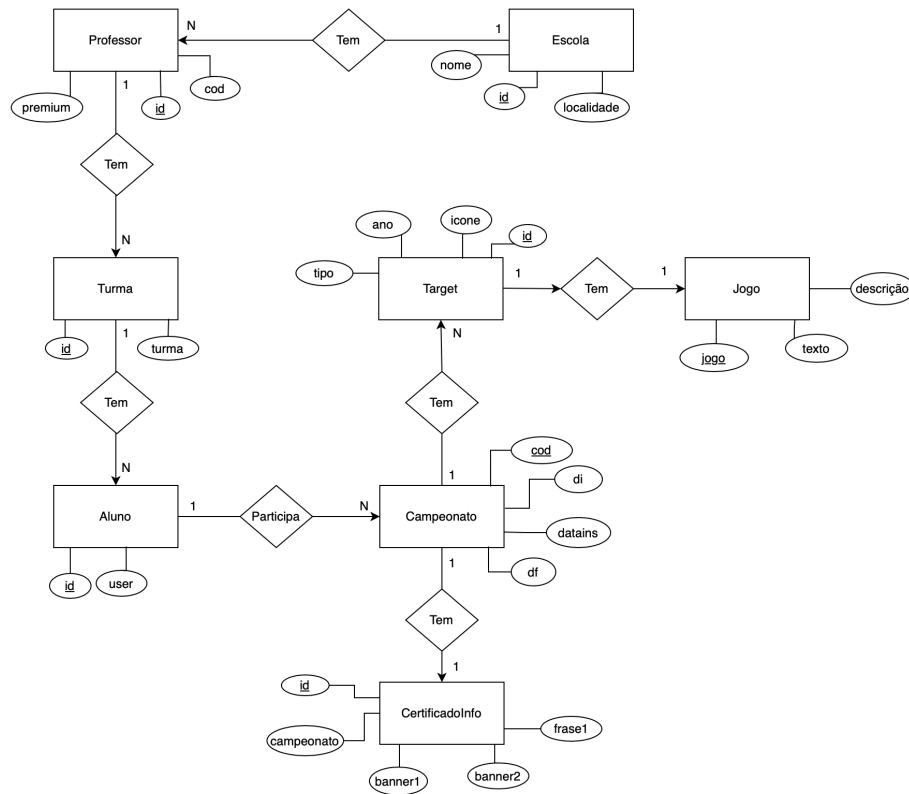 Professor
N
Tem
1
Escola
nome
id
localidade
premium
1
id
cod
Tem
N
Turma
id
1
turma
Tem
N
Aluno
id
user
1
Participa
N
Campeonato
cod
di
datains
df
1
Tem
N
Target
tipo
ano
icone
id
1
Tem
1
Jogo
descrição
jogo
texto
1
Tem
1
CertificadoInfo
id
campeonato
banner1
banner2
frase1